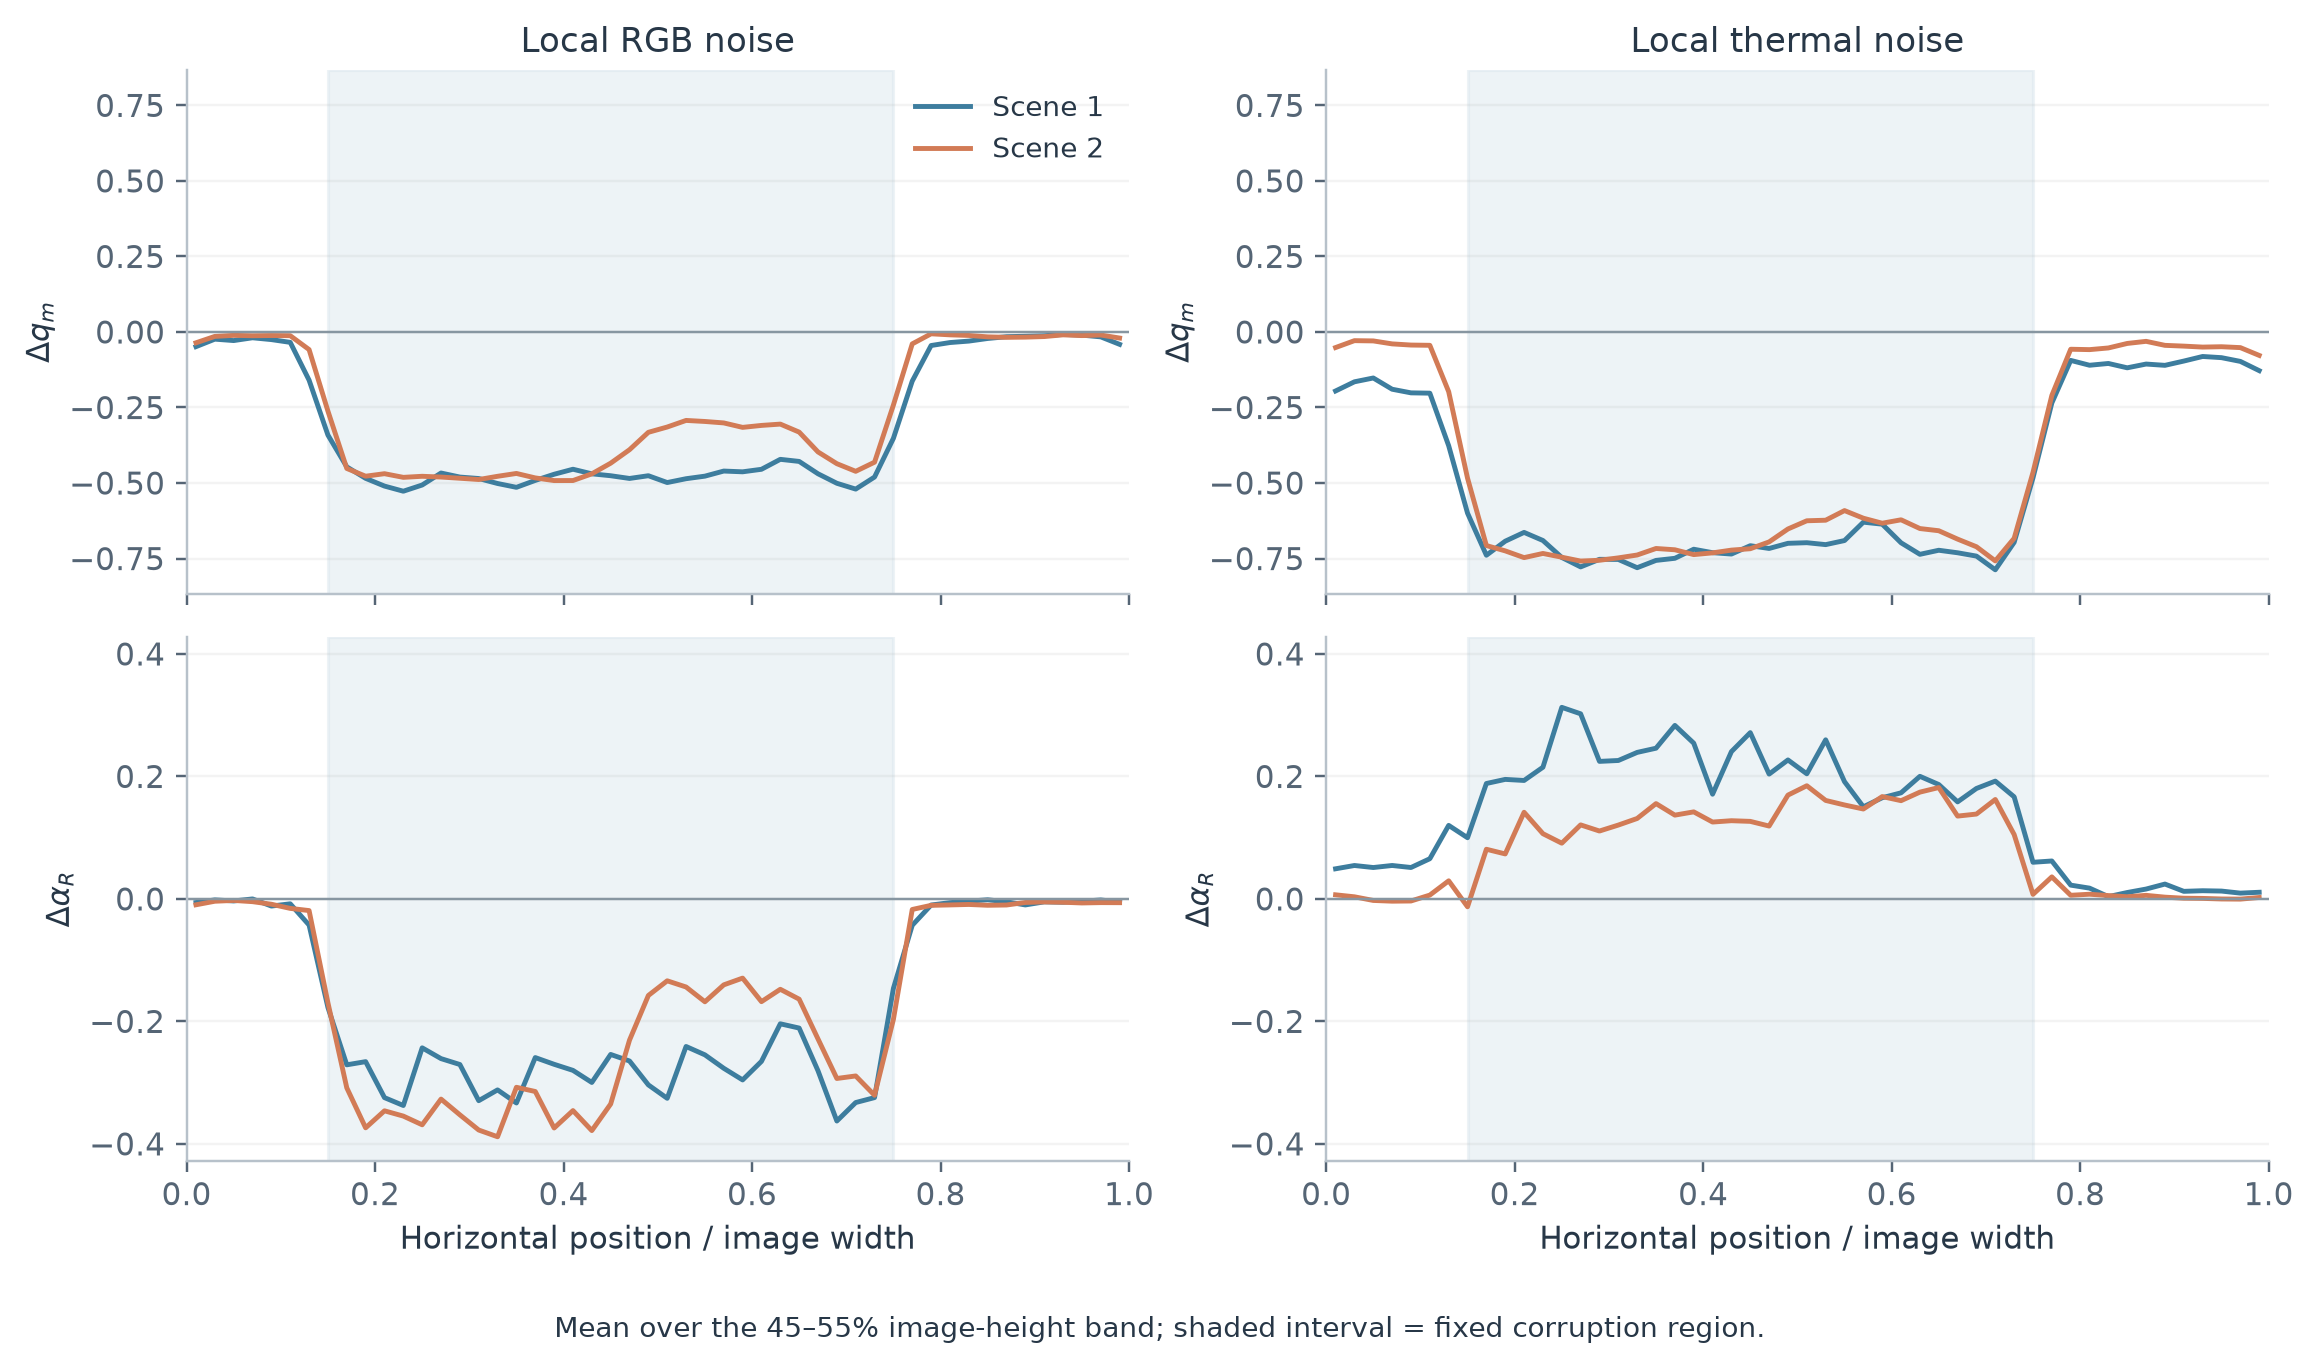 Local RGB noise
Local thermal noise
0.75
0.50
0.25
0.00
−0.25
−0.50
−0.75
Δqm
Scene 1
Scene 2
0.75
0.50
0.25
0.00
−0.25
−0.50
−0.75
Δqm
0.4
0.2
0.0
−0.2
−0.4
ΔαR
0.0 0.2 0.4 0.6 0.8 1.0
Horizontal position / image width
0.4
0.2
0.0
−0.2
−0.4
ΔαR
0.0 0.2 0.4 0.6 0.8 1.0
Horizontal position / image width
Mean over the 45–55% image-height band; shaded interval = fixed corruption region.